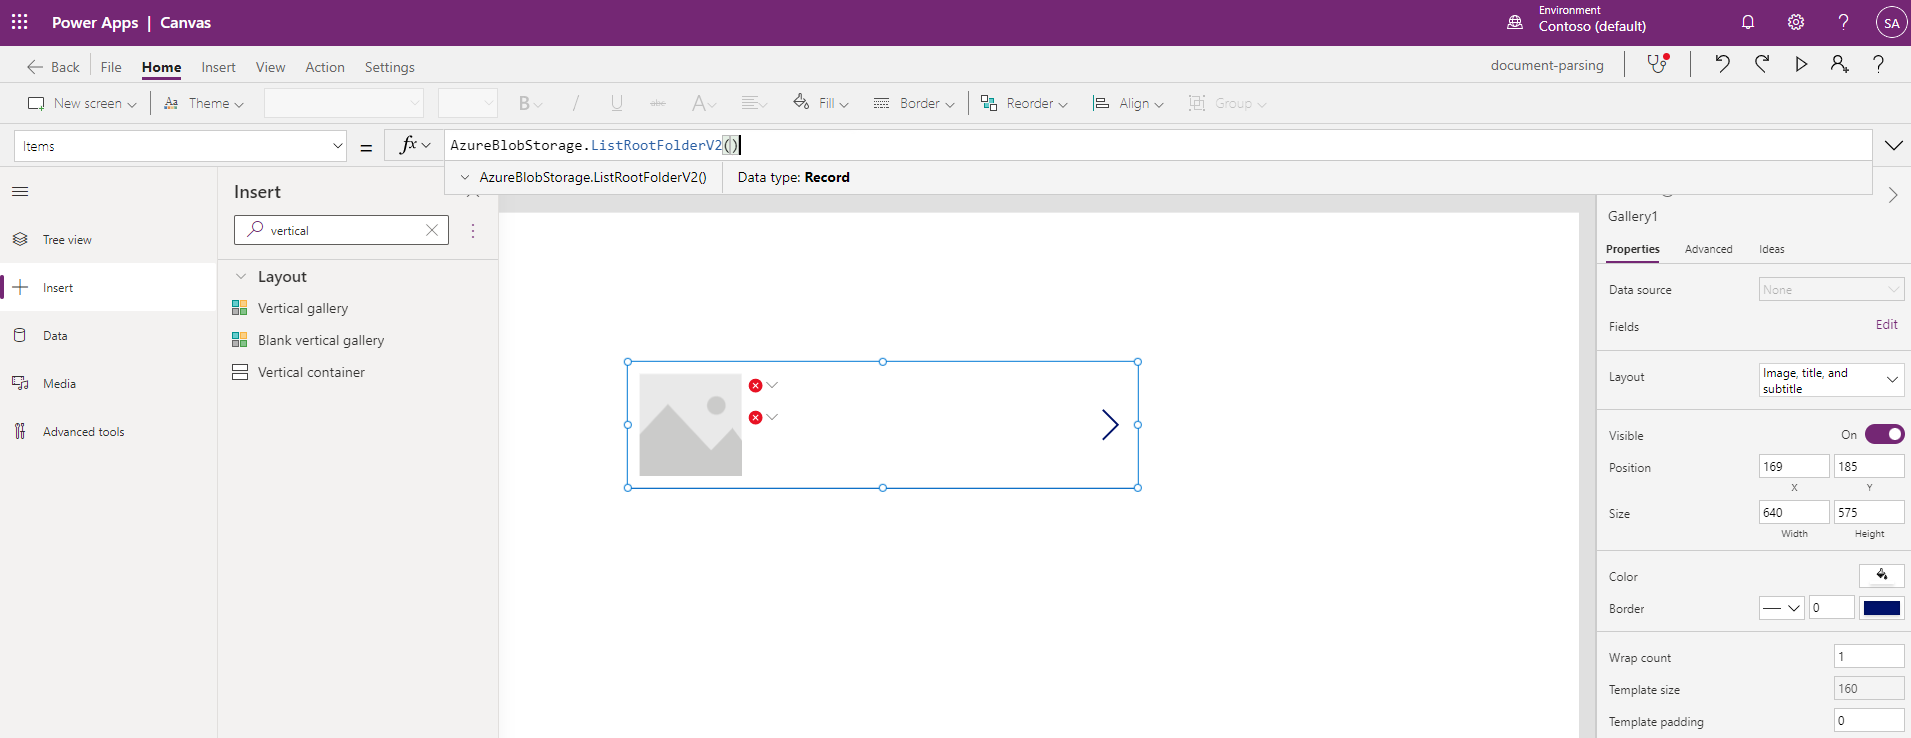 Power Apps | Canvas
Environment
Contoso (default)
SA
Back File Home Insert View Action Settings
document-parsing
New screen Theme B / U abc A Fill Border Reorder Align Group
Items = fx AzureBlobStorage.ListRootFolderV2()
AzureBlobStorage.ListRootFolderV2() Data type: Record
Tree view
Insert
Data
Media
Advanced tools
Insert
vertical
Layout
Vertical gallery
Blank vertical gallery
Vertical container
Gallery1
Properties Advanced Ideas
Data source None
Fields Edit
Layout Image, title, and
subtitle
Visible On
Position 169 185
X Y
Size 640 575
Width Height
Color
Border 0
Wrap count 1
Template size 160
Template padding 0